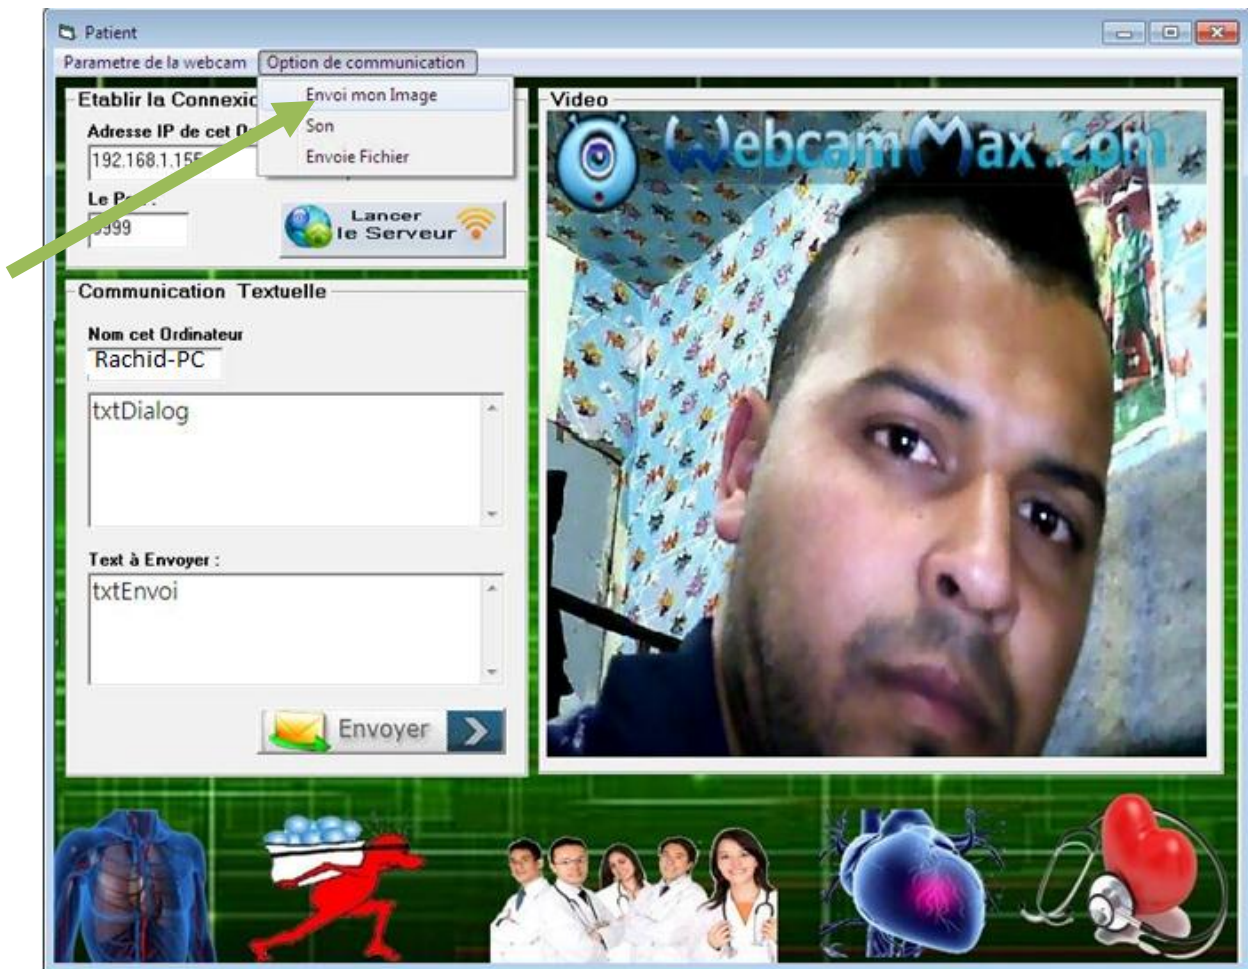 Patient
Parametre de la webcam
Option de communication
Envoi mon Image
Son
Envoie Fichier
Etablir la
Adresse IP de cet
192.168.1.155
Le
Lancer
le Serveur
Communication Textuelle
Nom cet Ordinateur
Rachid-PC
txtDialog
Text à Envoyer :
txtEnvoi
Envoyer
Video
WebcamMax.com